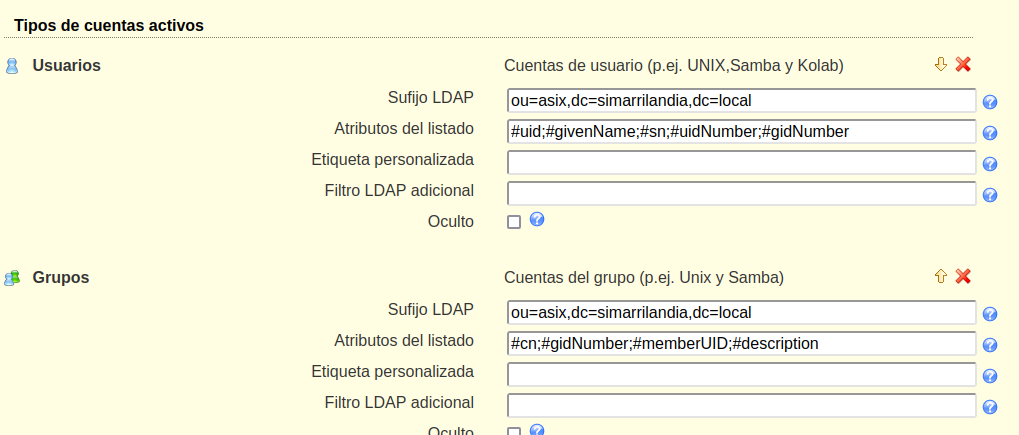 Tipos de cuentas activos
Usuarios Cuentas de usuario (p.ej. UNIX,Samba y Kolab)
Sufijo LDAP ou=asix,dc=simarrilandia,dc=local
Atributos del listado #uid;#givenName;#sn;#uidNumber;#gidNumber
Etiqueta personalizada
Filtro LDAP adicional
Oculto
Grupos Cuentas del grupo (p.ej. Unix y Samba)
Sufijo LDAP ou=asix,dc=simarrilandia,dc=local
Atributos del listado #cn;#gidNumber;#memberUID;#description
Etiqueta personalizada
Filtro LDAP adicional
Oculto